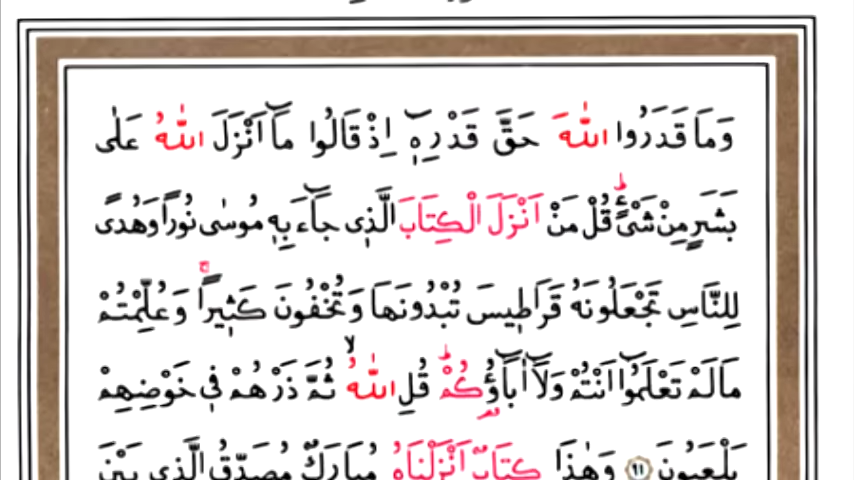 وَمَا قَدَرُوا اللّٰهَ حَقَّ قَدْرِهٖٓ اِذْ قَالُوا مَٓا اَنْزَلَ اللّٰهُ عَلٰى
بَشَرٍ مِنْ شَيْءٍۜ قُلْ مَنْ اَنْزَلَ الْكِتَابَ الَّذٖى جَٓاءَ بِهٖ مُوسٰى نُورًا وَهُدًى
لِلنَّاسِ تَجْعَلُونَهُ قَرَاطٖيسَ تُبْدُونَهَا وَتُخْفُونَ كَثٖيرًاۚ وَعُلِّمْتُمْ
مَا لَمْ تَعْلَمُٓوا اَنْتُمْ وَلَٓا اٰبَٓاؤُ۬كُمْۜ قُلِ اللّٰهُۙ ثُمَّ ذَرْهُمْ فٖى خَوْضِهِمْ
يَلْعَبُونَ ﴿٩١﴾ وَهٰذَا كِتَابٌ اَنْزَلْنَاهُ مُبَارَكٌ مُصَدِّقُ الَّذٖى بَيْنَ